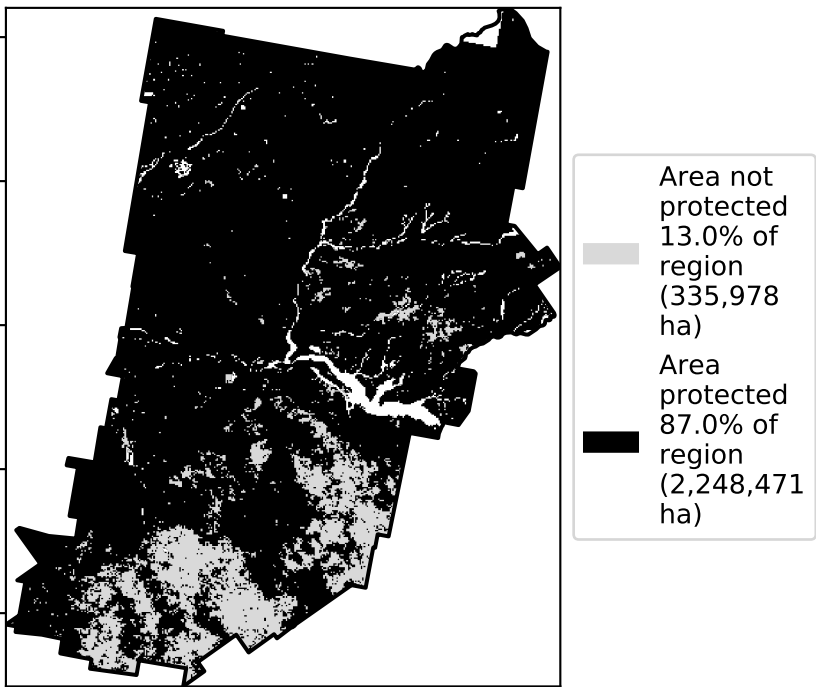 Area not
protected
13.0% of
region
(335,978
ha)
Area
protected
87.0% of
region
(2,248,471
ha)